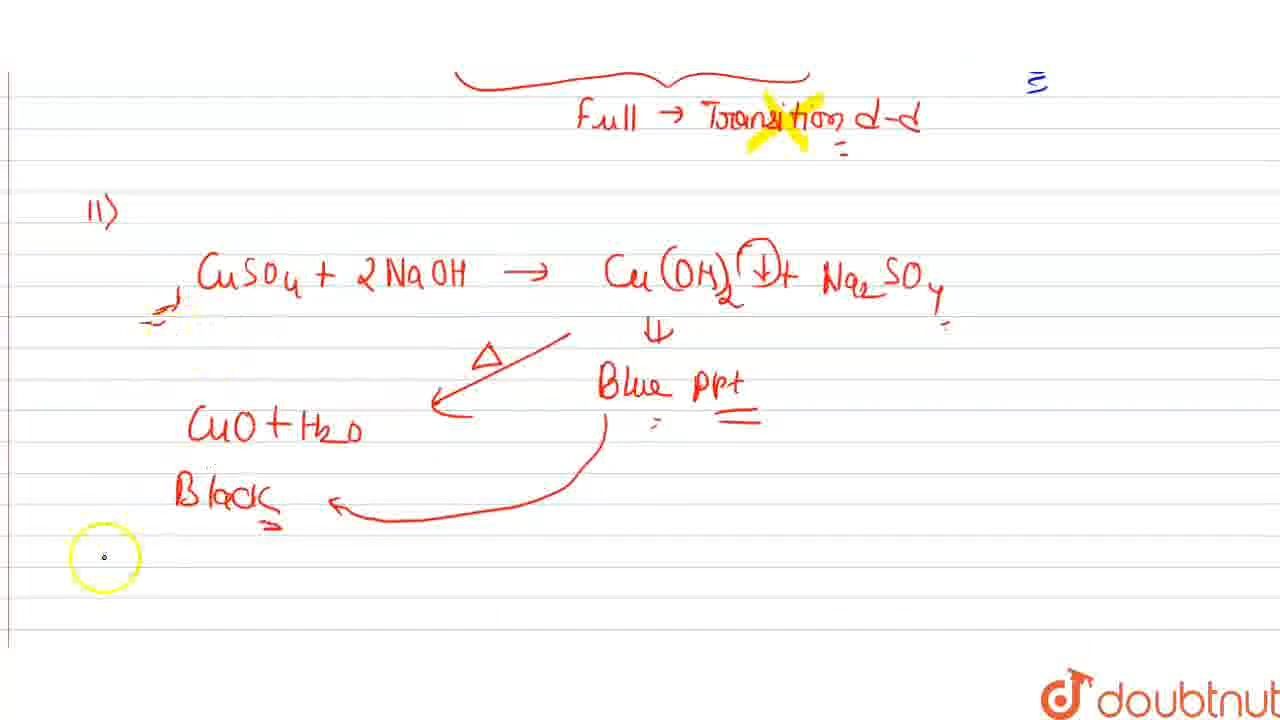 Full → Transition d-d
11)
CuSO4 + 2NaOH → Cu(OH)2 ↓ + Na2SO4
↓
Δ
Blue ppt
CuO + H2O
Black
doubtnut